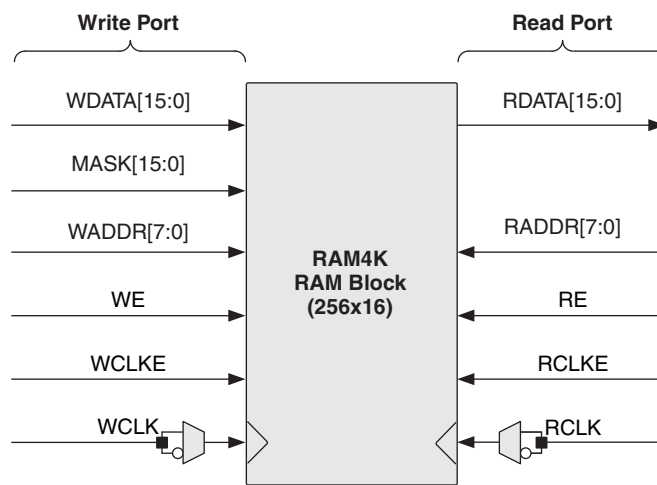 Write Port
Read Port
WDATA[15:0]
RDATA[15:0]
MASK[15:0]
WADDR[7:0]
RADDR[7:0]
RAM4K
RAM Block
(256x16)
WE
RE
WCLKE
RCLKE
WCLK
RCLK